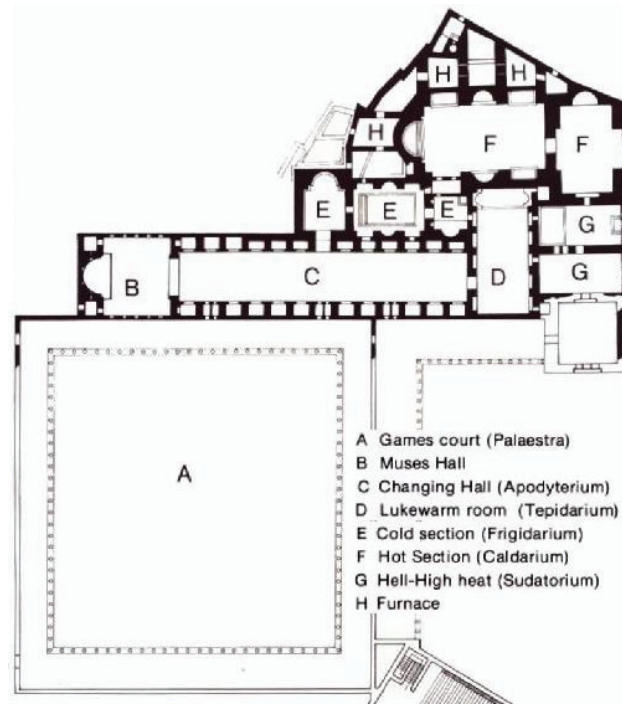 H
H
H
F
F
E
E
E
G
G
B
C
D
A
A Games court (Palaestra)
B Muses Hall
C Changing Hall (Apodyterium)
D Lukewarm room (Tepidarium)
E Cold section (Frigidarium)
F Hot Section (Caldarium)
G Hell-High heat (Sudatorium)
H Furnace